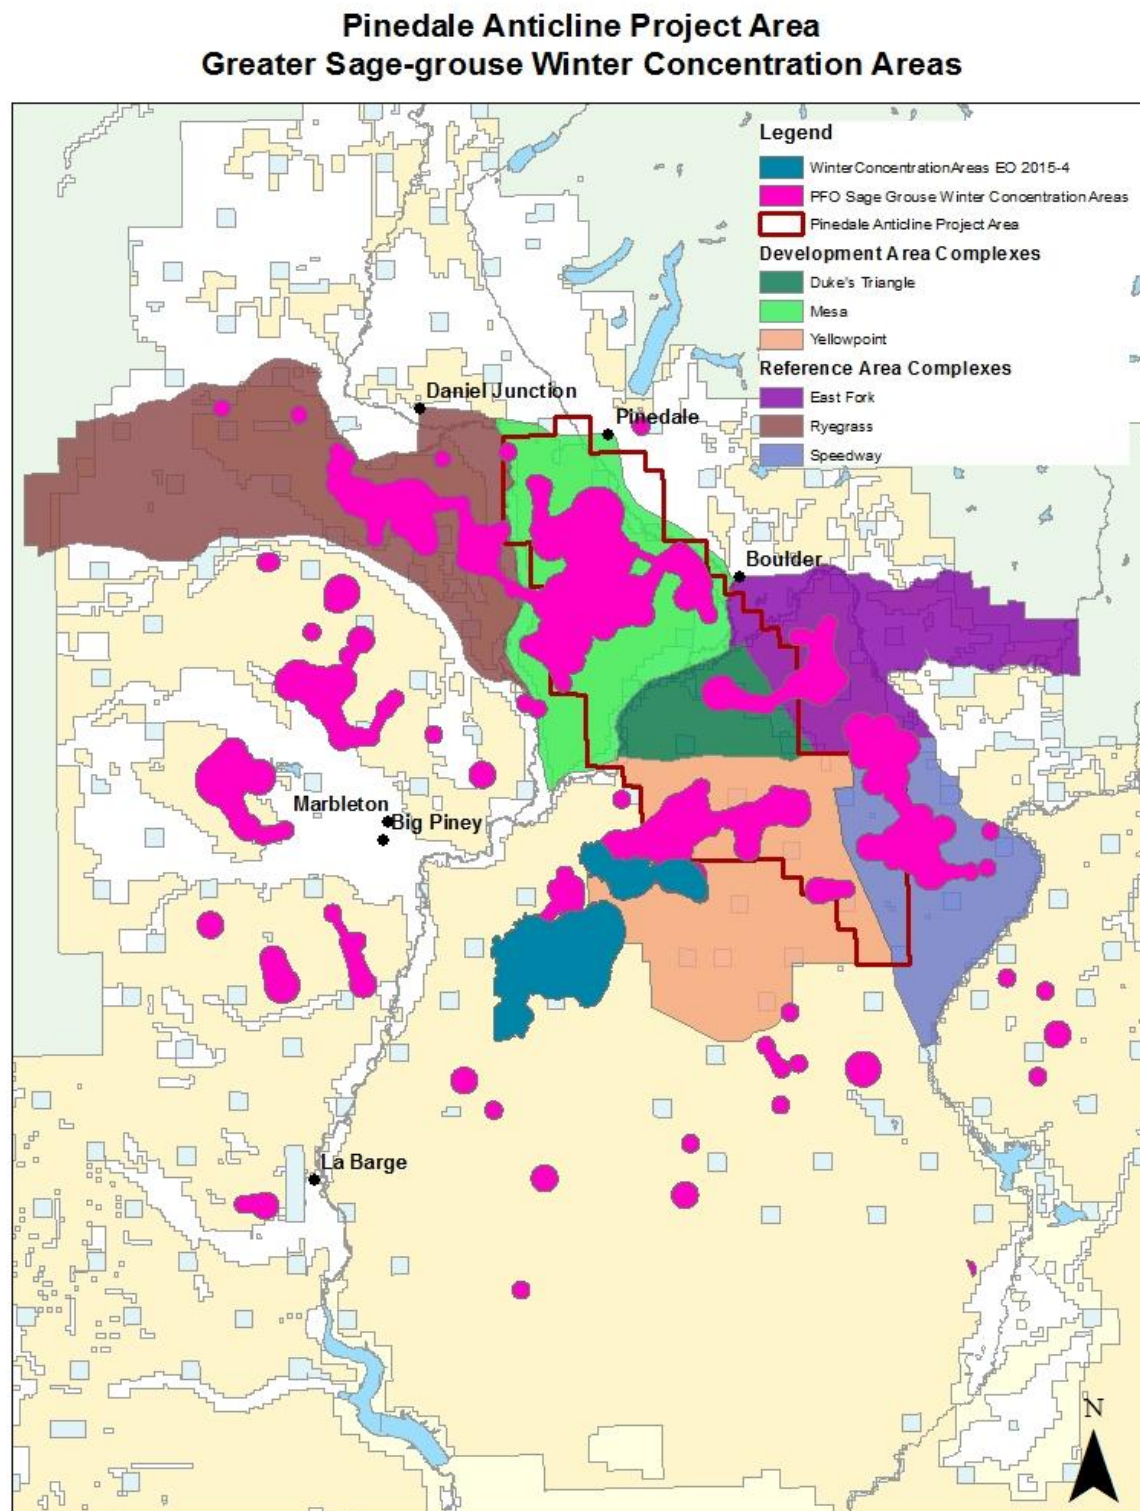 Pinedale Anticline Project Area
Greater Sage-grouse Winter Concentration Areas
Legend
WinterConcentrationAreas EO 2015-4
PFO Sage Grouse Winter Concentration Areas
Pinedale Anticline Project Area
Development Area Complexes
Duke's Triangle
Mesa
Yellowpoint
Reference Area Complexes
East Fork
Ryegrass
Speedway
Daniel Junction
Pinedale
Boulder
Marbleton
Big Piney
La Barge
N